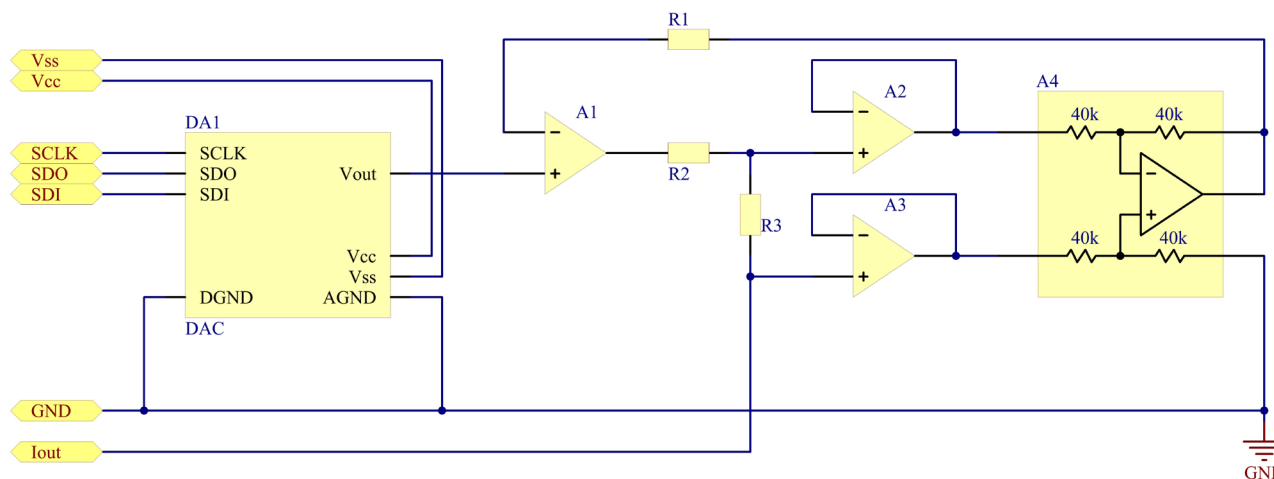 R1
Vss
Vcc
A1
A2
A4
40k
40k
DA1
SCLK
SCLK
SDO
SDO
SDI
SDI
Vout
-
+
R2
-
+
-
+
R3
A3
-
+
40k
40k
Vcc
Vss
DGND
AGND
DAC
GND
Iout